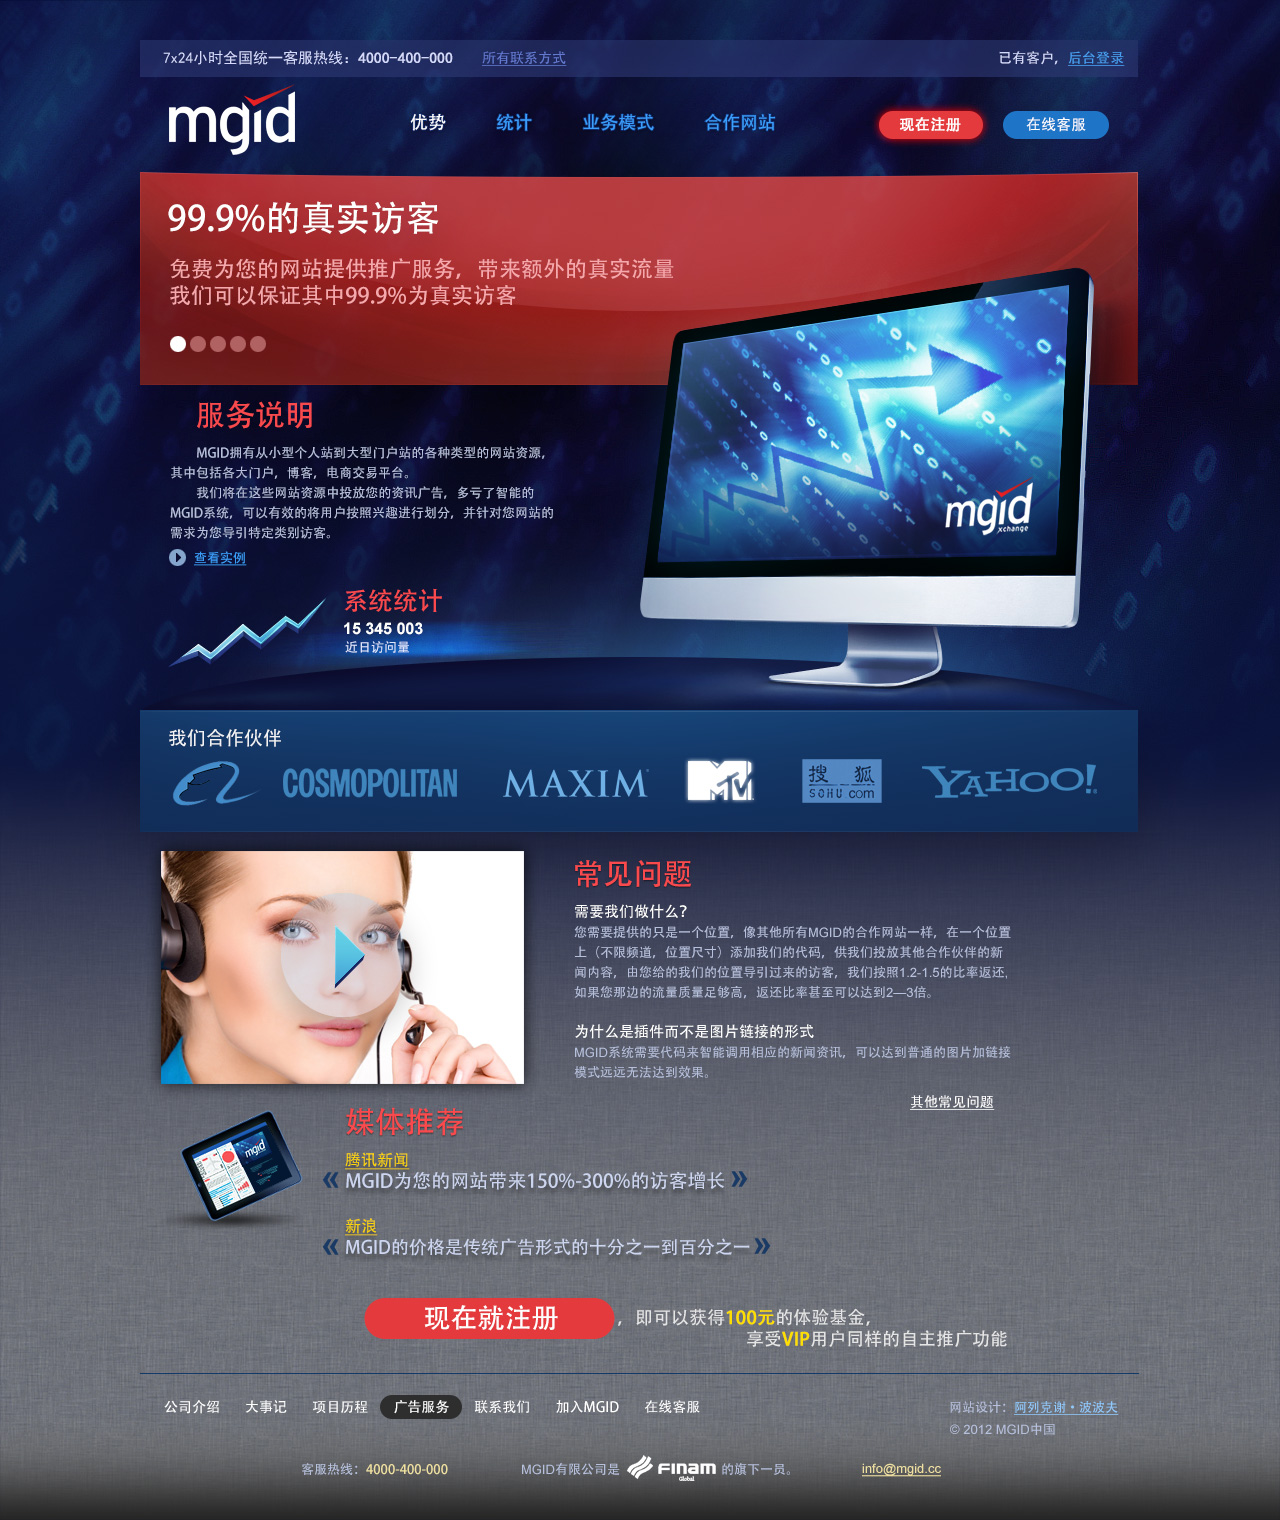 7x24小时全国统一客服热线：4000-400-000 所有联系方式 已有客户，后台登录
mgid 优势 统计 业务模式 合作网站 现在注册 在线客服
99.9%的真实访客
免费为您的网站提供推广服务，带来额外的真实流量
我们可以保证其中99.9%为真实访客
服务说明
MGID拥有从小型个人站到大型门户站的各种类型的网站资源，
其中包括各大门户，博客，电商交易平台。
我们将在这些网站资源中投放您的资讯广告，多亏了智能的
MGID系统，可以有效的将用户按照兴趣进行划分，并针对您网站的
需求为您导引特定类别访客。
查看实例
mgid
xchange
系统统计
15 345 003
近日访问量
我们合作伙伴
COSMOPOLITAN MAXIM MTV 搜狐 SOHU com YAHOO!
常见问题
需要我们做什么？
您需要提供的只是一个位置，像其他所有MGID的合作网站一样，在一个位置
上（不限频道，位置尺寸）添加我们的代码，供我们投放其他合作伙伴的新
闻内容，由您给的我们的位置导引过来的访客，我们按照1.2-1.5的比率返还，
如果您那边的流量质量足够高，返还比率甚至可以达到2—3倍。
为什么是插件而不是图片链接的形式
MGID系统需要代码来智能调用相应的新闻资讯，可以达到普通的图片加链接
模式远远无法达到效果。
其他常见问题
媒体推荐
mgid
腾讯新闻
« MGID为您的网站带来150%-300%的访客增长 »
新浪
« MGID的价格是传统广告形式的十分之一到百分之一 »
现在就注册，即可以获得100元的体验基金，
享受VIP用户同样的自主推广功能
公司介绍 大事记 项目历程 广告服务 联系我们 加入MGID 在线客服 网站设计：阿列克谢·波波夫
© 2012 MGID中国
客服热线：4000-400-000 MGID有限公司是 FINAM Global 的旗下一员。 info@mgid.cc